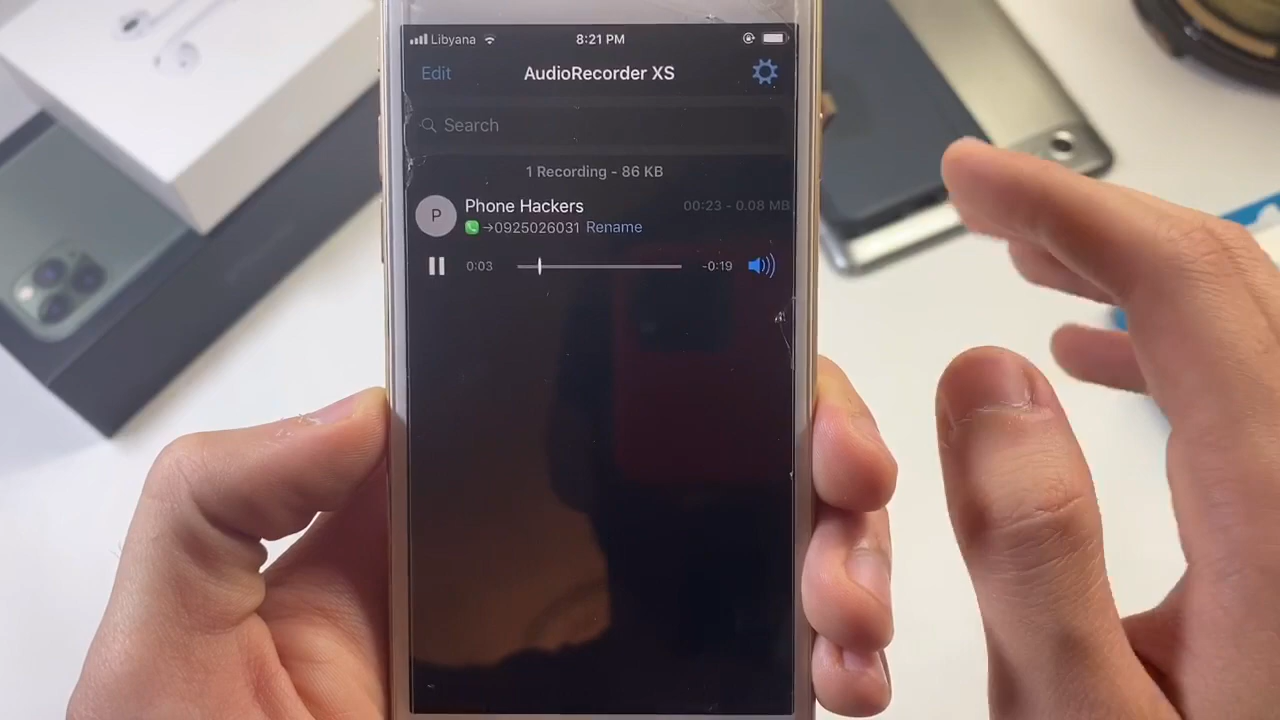 Libyana 8:21 PM
Edit AudioRecorder XS
Search
1 Recording - 86 KB
P Phone Hackers 00:23 - 0.08 MB
→0925026031 Rename
0:03 -0:19